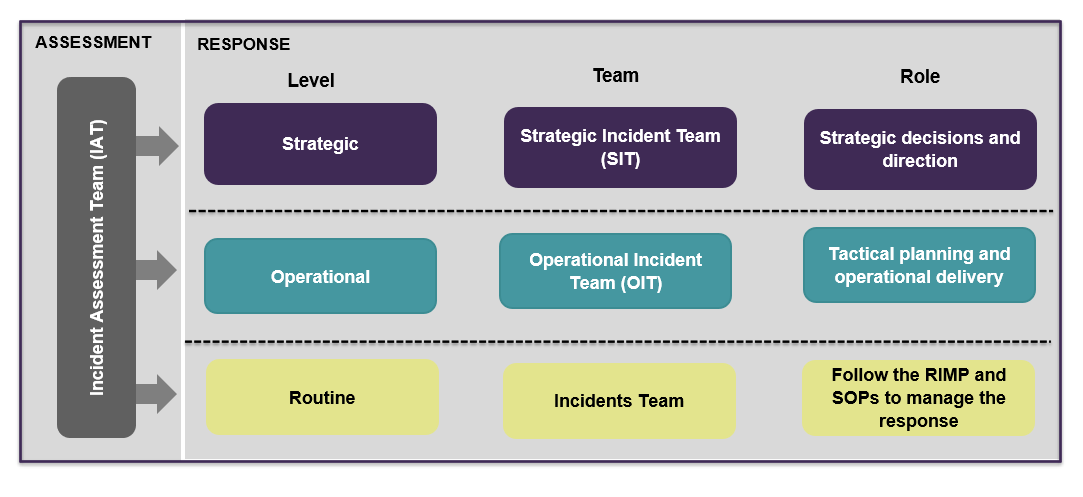 ASSESSMENT
RESPONSE
Level
Team
Role
Incident Assessment Team (IAT)
Strategic
Strategic Incident Team
(SIT)
Strategic decisions and
direction
Operational
Operational Incident
Team (OIT)
Tactical planning and
operational delivery
Routine
Incidents Team
Follow the RIMP and
SOPs to manage the
response